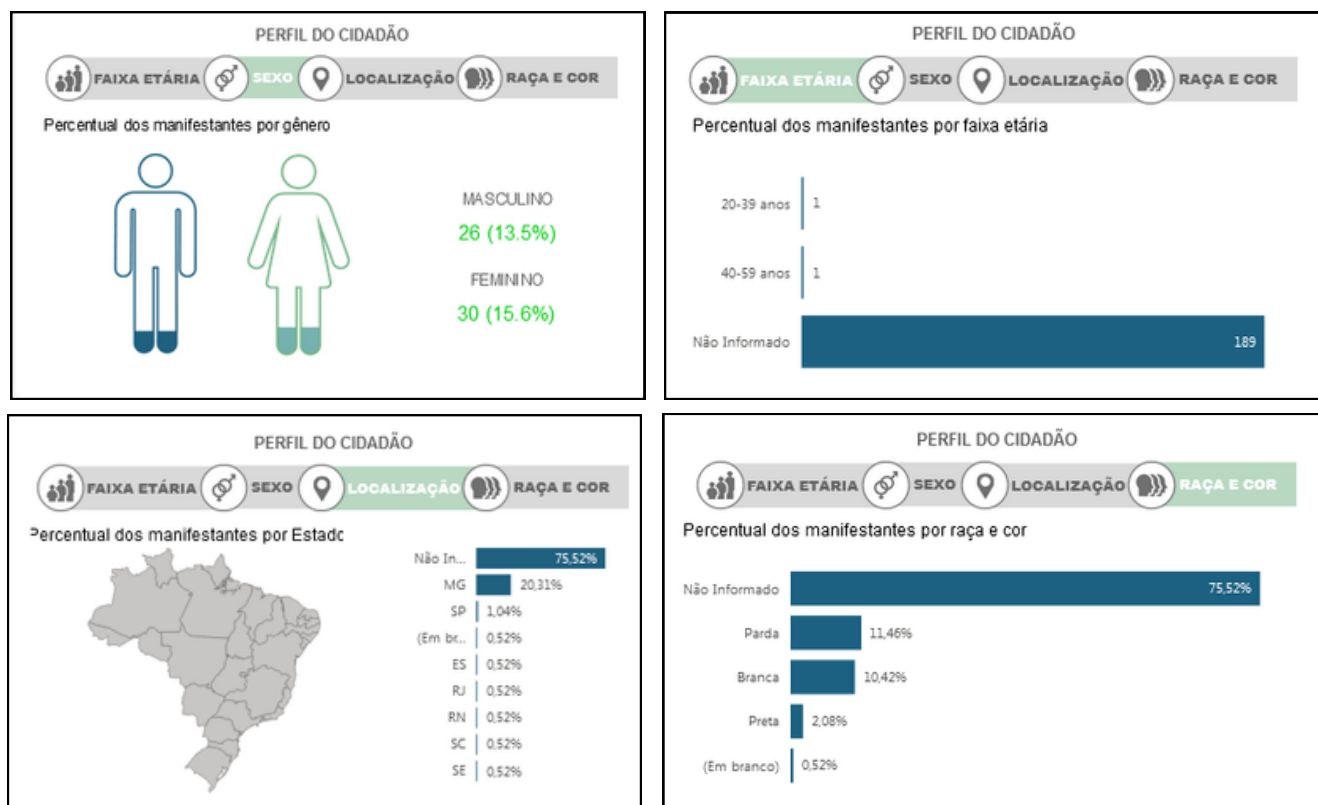 PERFIL DO CIDADÃO
FAIXA ETÁRIA SEXO LOCALIZAÇÃO RAÇA E COR
Percentual dos manifestantes por gênero
MASCULINO
26 (13.5%)
FEMININO
30 (15.6%)
PERFIL DO CIDADÃO
FAIXA ETÁRIA SEXO LOCALIZAÇÃO RAÇA E COR
Percentual dos manifestantes por faixa etária
20-39 anos 1
40-59 anos 1
Não Informado 189
PERFIL DO CIDADÃO
FAIXA ETÁRIA SEXO LOCALIZAÇÃO RAÇA E COR
Percentual dos manifestantes por Estado
Não In... 75,52%
MG 20,31%
SP 1,04%
(Em br... 0,52%
ES 0,52%
RJ 0,52%
RN 0,52%
SC 0,52%
SE 0,52%
PERFIL DO CIDADÃO
FAIXA ETÁRIA SEXO LOCALIZAÇÃO RAÇA E COR
Percentual dos manifestantes por raça e cor
Não Informado 75,52%
Parda 11,46%
Branca 10,42%
Preta 2,08%
(Em branco) 0,52%